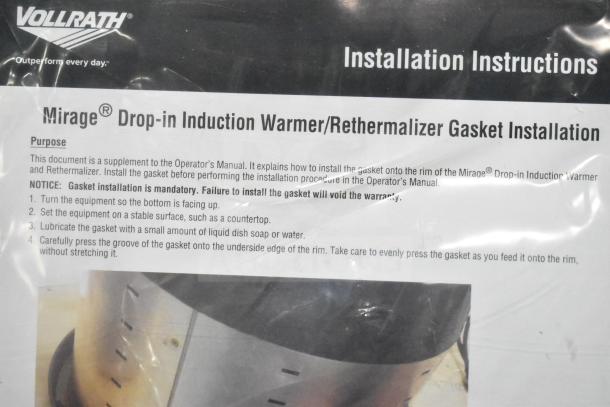 VOLLRATH®
Outperform every day.™
Installation Instructions
Mirage® Drop-in Induction Warmer/Rethermalizer Gasket Installation
Purpose
This document is a supplement to the Operator's Manual. It explains how to install the gasket onto the rim of the Mirage® Drop-in Induction Warmer
and Rethermalizer. Install the gasket before performing the installation procedure in the Operator's Manual.
NOTICE: Gasket installation is mandatory. Failure to install the gasket will void the warranty.
1. Turn the equipment so the bottom is facing up.
2. Set the equipment on a stable surface, such as a countertop.
3. Lubricate the gasket with a small amount of liquid dish soap or water.
4. Carefully press the groove of the gasket onto the underside edge of the rim. Take care to evenly press the gasket as you feed it onto the rim,
without stretching it.